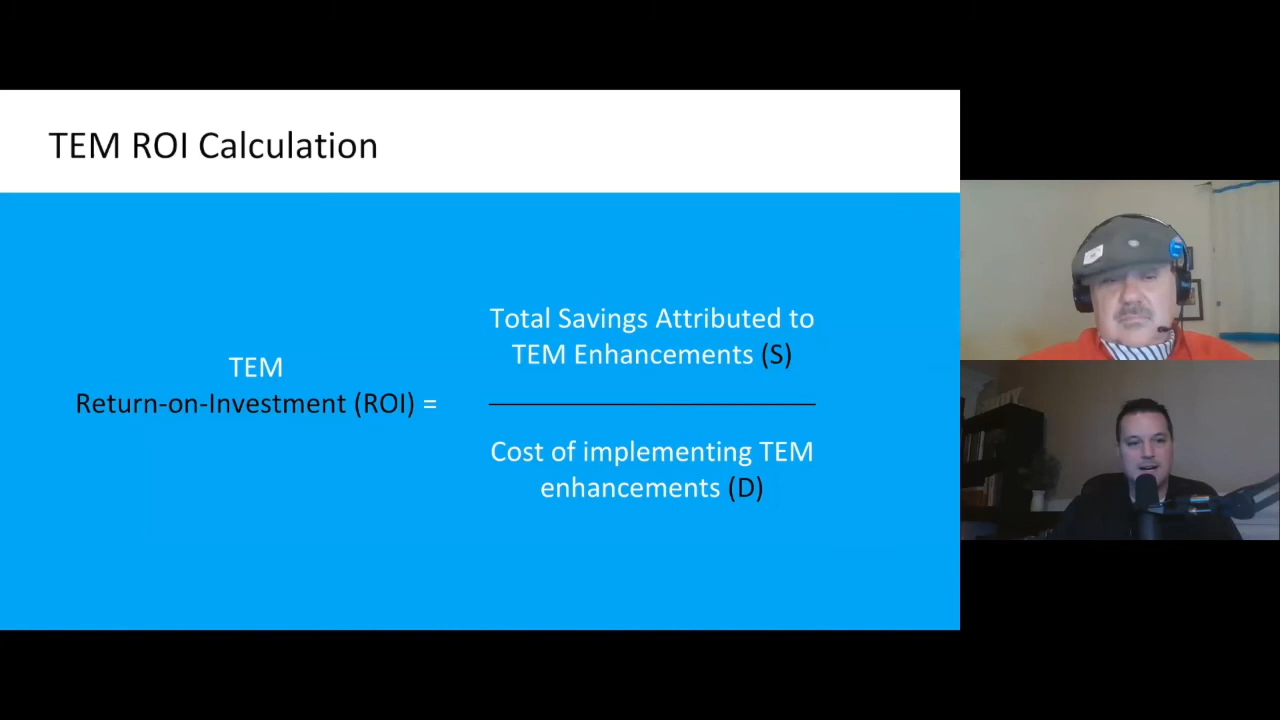 TEM ROI Calculation
TEM
Return-on-Investment (ROI) =
Total Savings Attributed to
TEM Enhancements (S)
Cost of implementing TEM
enhancements (D)